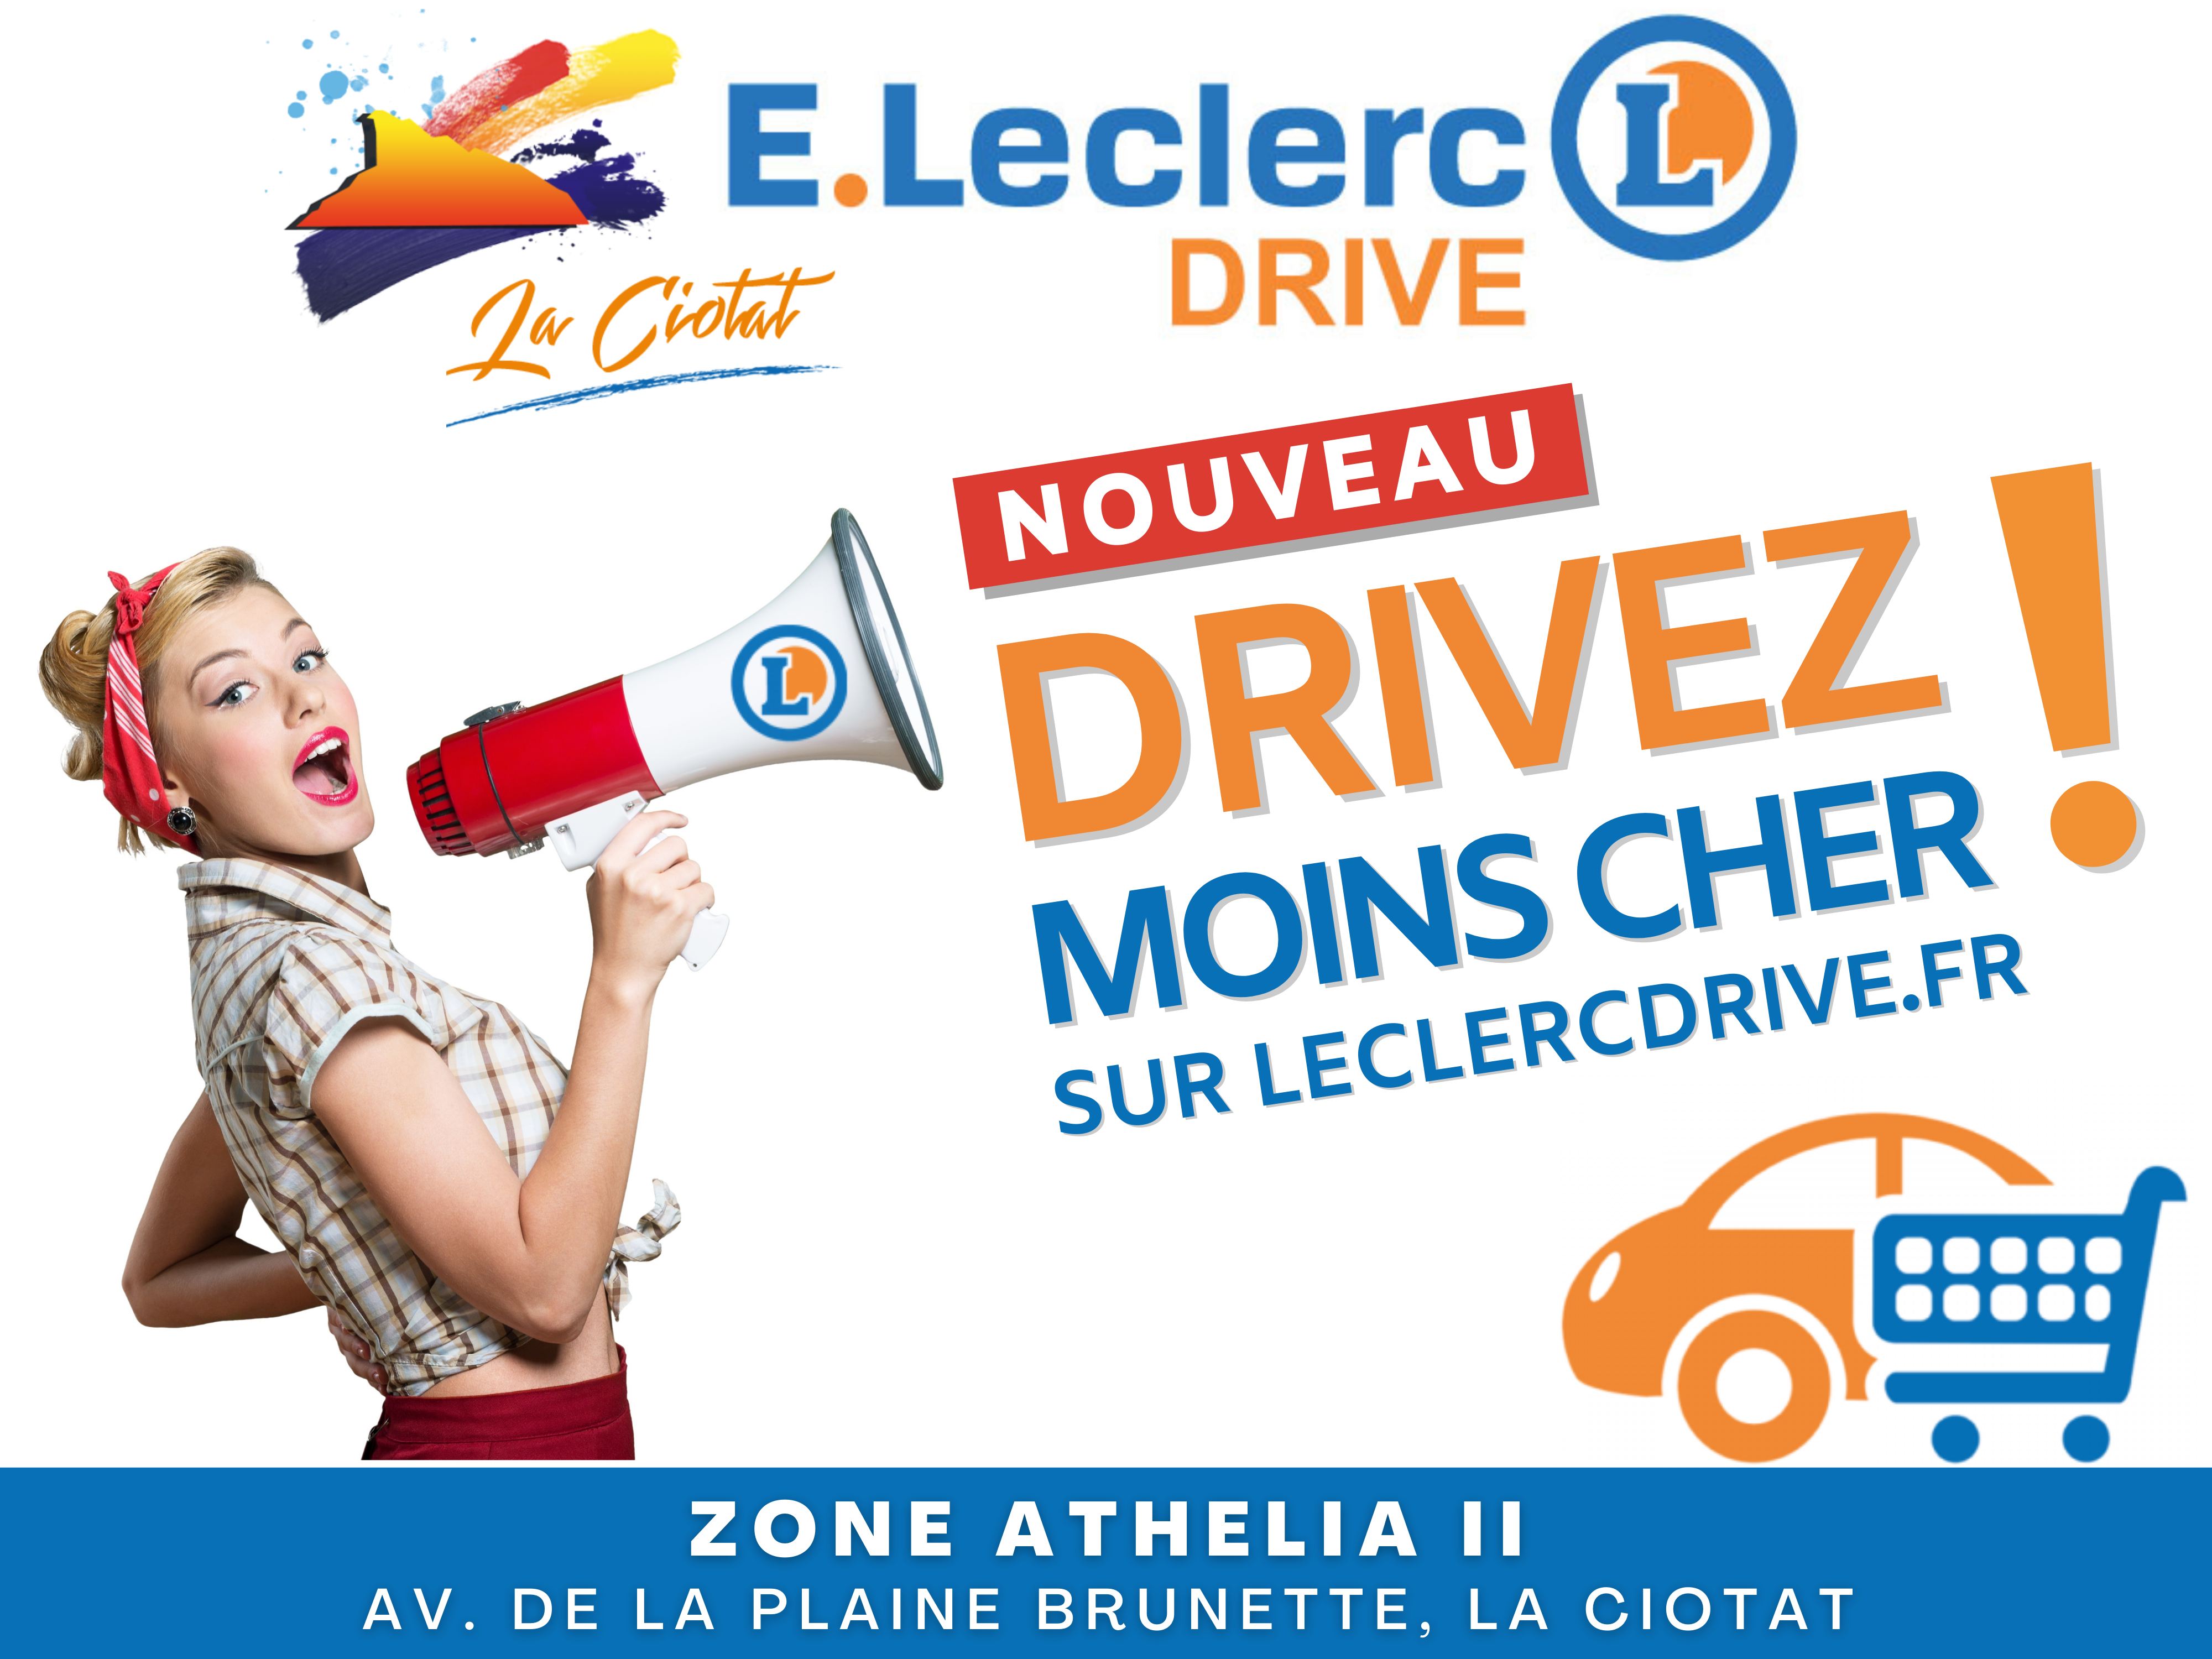 La Ciotat
E.Leclerc L
DRIVE
NOUVEAU
DRIVEZ !
MOINS CHER
SUR LECLERCDRIVE.FR
L
ZONE ATHELIA II
AV. DE LA PLAINE BRUNETTE, LA CIOTAT